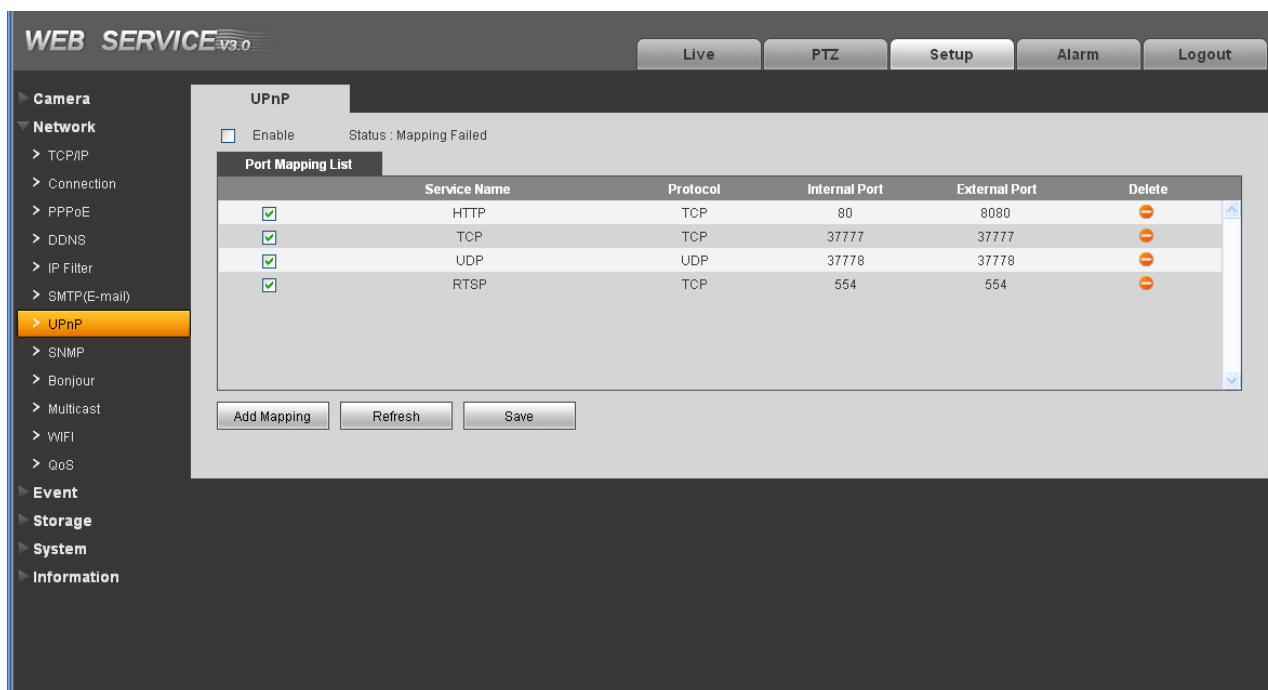 WEB SERVICE V3.0
Live PTZ Setup Alarm Logout
Camera
Network
TCP/IP
Connection
PPPoE
DDNS
IP Filter
SMTP(E-mail)
UPnP
SNMP
Bonjour
Multicast
WIFI
QoS
Event
Storage
System
Information
UPnP
Enable Status : Mapping Failed
Port Mapping List
Service Name Protocol Internal Port External Port Delete
HTTP TCP 80 8080
TCP TCP 37777 37777
UDP UDP 37778 37778
RTSP TCP 554 554
Add Mapping Refresh Save